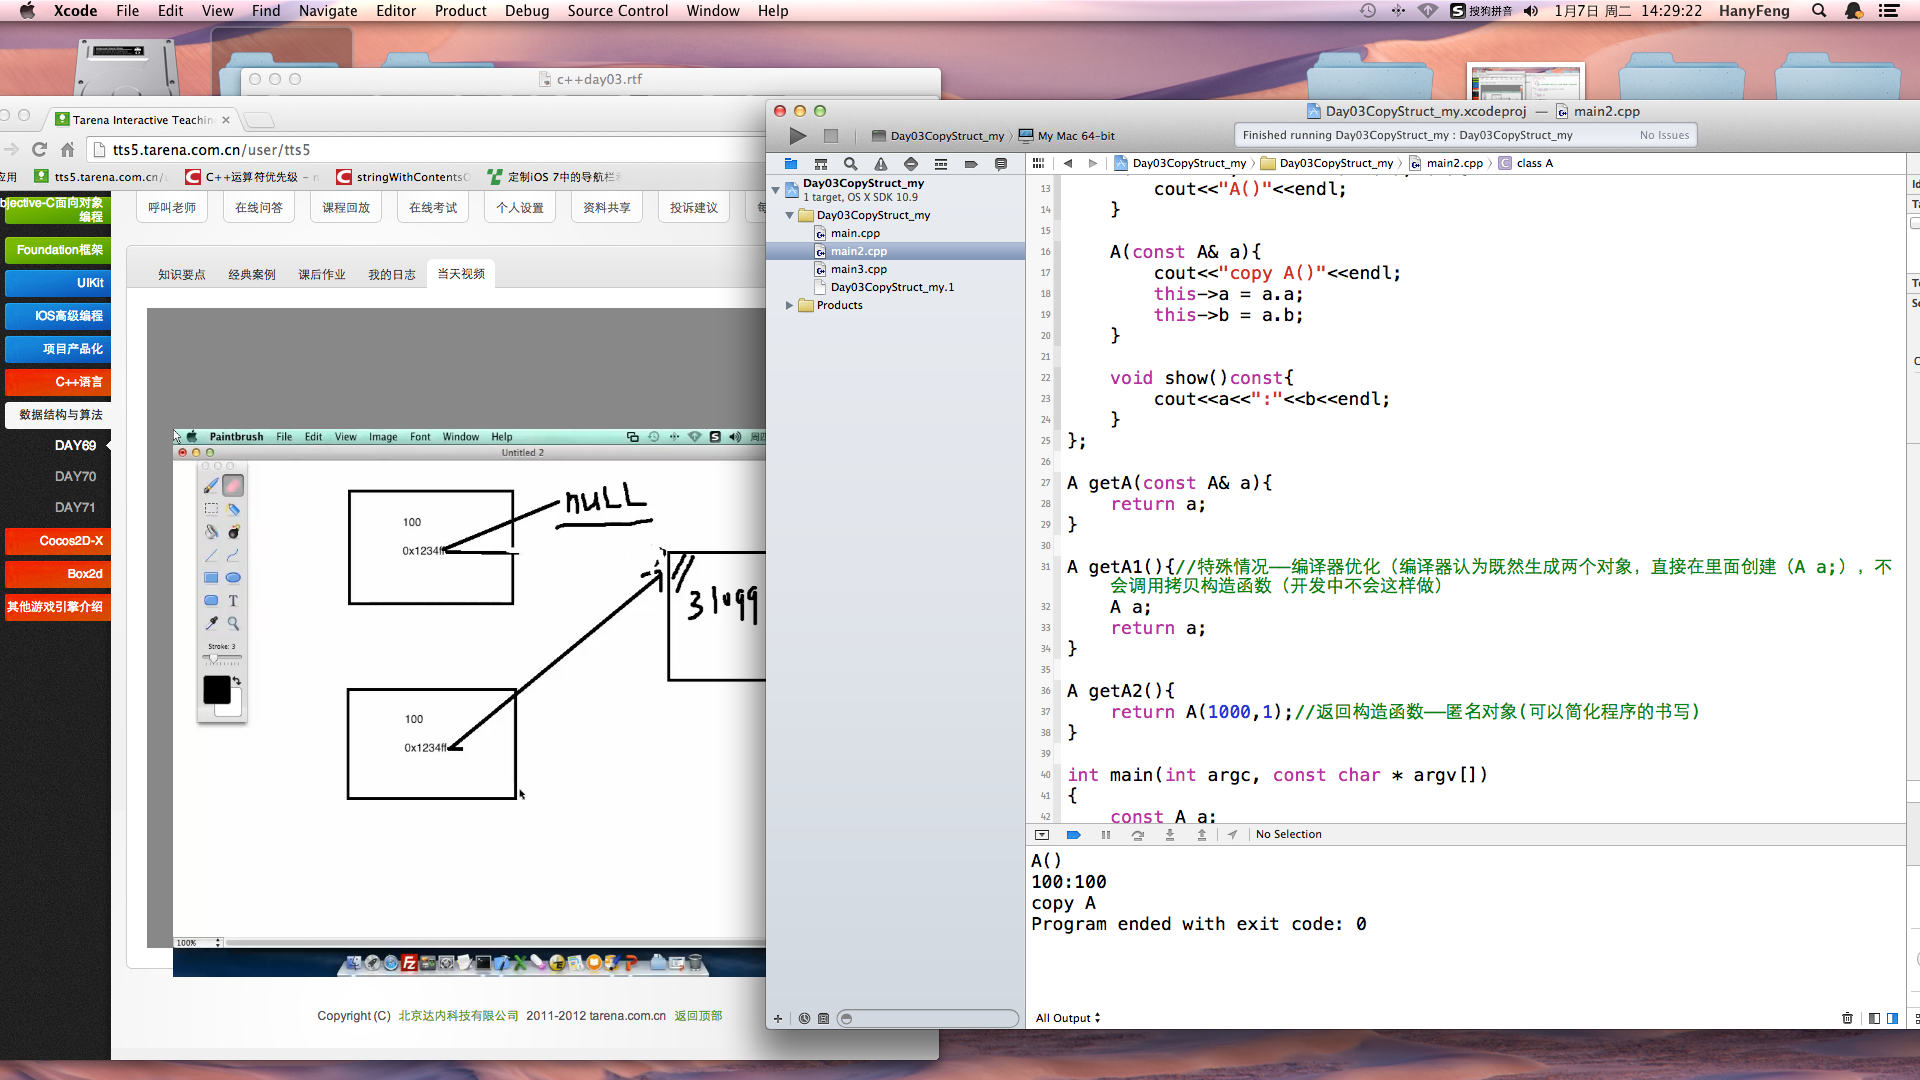 Xcode File Edit View Find Navigate Editor Product Debug Source Control Window Help
搜狗拼音 1月7日 周二 14:29:22 HanyFeng
c++day03.rtf
Tarena Interactive Teachin
tts5.tarena.com.cn/user/tts5
应用 tts5.tarena.com.cn/ C++运算符优先级 - stringWithContentsO 定制iOS 7中的导航栏
bjective-C面向对象
编程
Foundation框架
UIKit
IOS高级编程
项目产品化
C++语言
数据结构与算法
DAY69
DAY70
DAY71
Cocos2D-X
Box2d
其他游戏引擎介绍
呼叫老师 在线问答 课程回放 在线考试 个人设置 资料共享 投诉建议
知识要点 经典案例 课后作业 我的日志 当天视频
Paintbrush File Edit View Image Font Window Help
Untitled 2
Stroke: 3
100
0x1234ff
null
31099
100
0x1234ff
100%
Copyright (C) 北京达内科技有限公司 2011-2012 tarena.com.cn 返回顶部
Day03CopyStruct_my.xcodeproj — main2.cpp
Day03CopyStruct_my My Mac 64-bit
Finished running Day03CopyStruct_my : Day03CopyStruct_my No Issues
Day03CopyStruct_my Day03CopyStruct_my main2.cpp class A
Day03CopyStruct_my
1 target, OS X SDK 10.9
Day03CopyStruct_my
main.cpp
main2.cpp
main3.cpp
Day03CopyStruct_my.1
Products
13 cout<<"A()"<<endl;
14 }
15
16 A(const A& a){
17 cout<<"copy A()"<<endl;
18 this->a = a.a;
19 this->b = a.b;
20 }
21
22 void show()const{
23 cout<<a<<":"<<b<<endl;
24 }
25 };
26
27 A getA(const A& a){
28 return a;
29 }
30
31 A getA1(){//特殊情况——编译器优化（编译器认为既然生成两个对象，直接在里面创建（A a;），不
会调用拷贝构造函数（开发中不会这样做）
32 A a;
33 return a;
34 }
35
36 A getA2(){
37 return A(1000,1);//返回构造函数——匿名对象(可以简化程序的书写)
38 }
39
40 int main(int argc, const char * argv[])
41 {
42 const A a;
No Selection
A()
100:100
copy A
Program ended with exit code: 0
All Output